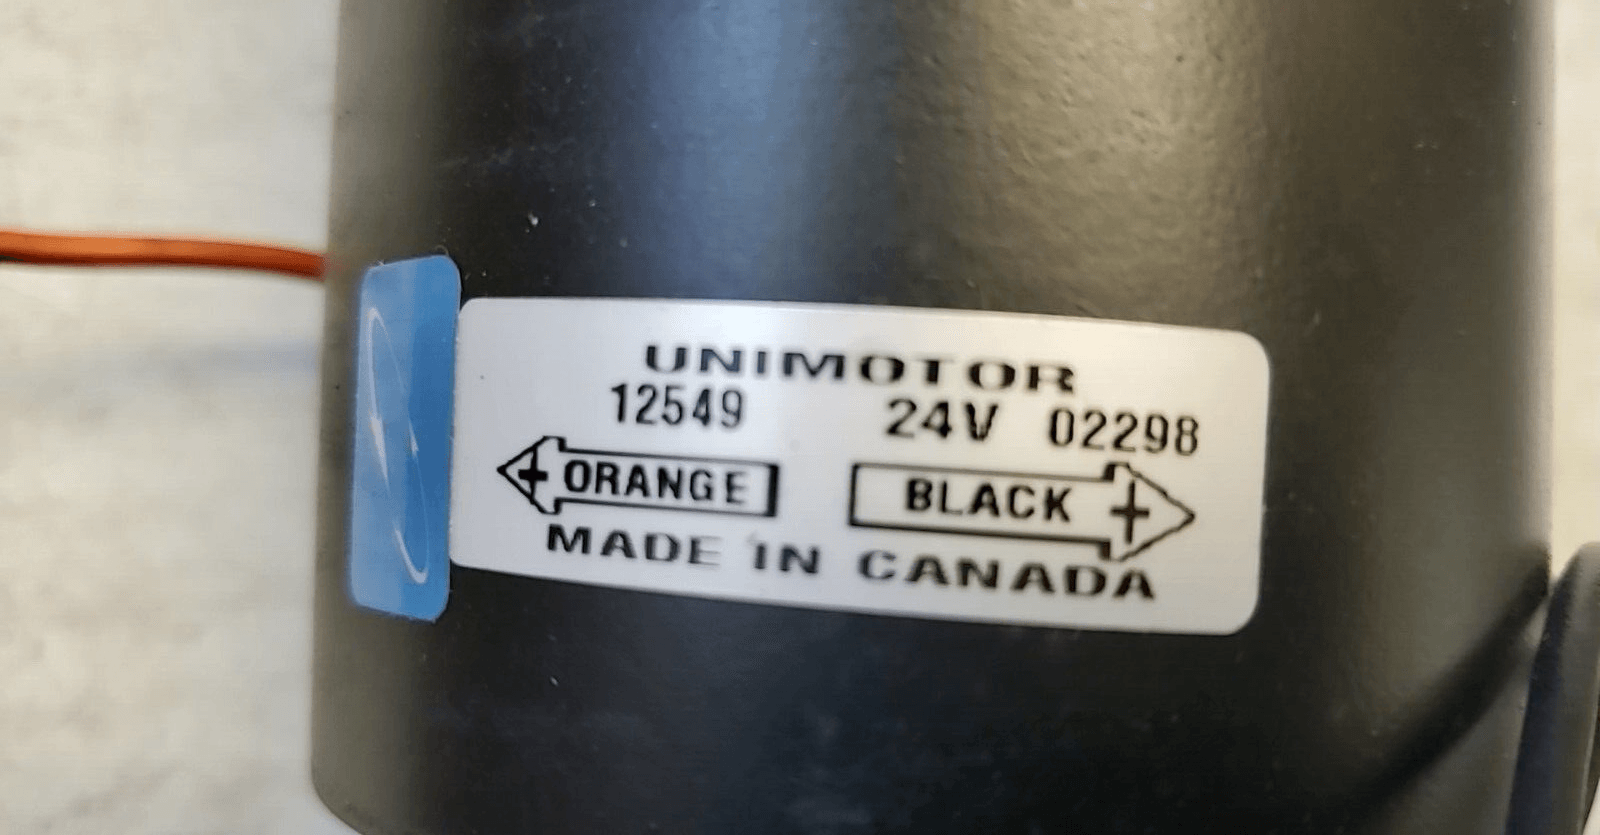 UNIMOTOR
12549 24V 02298
+ ORANGE BLACK +
MADE IN CANADA